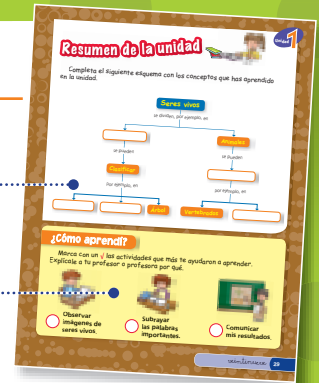 Resumen de la unidad
Unidad 1
Completa el siguiente esquema con los conceptos que has aprendido
en la unidad.
Seres vivos
se dividen, por ejemplo, en
Animales
se pueden
se pueden
Clasificar
Por ejemplo, en
por ejemplo, en
Árbol
Vertebrados
¿Cómo aprendí?
Marca con un √ las actividades que más te ayudaron a aprender.
Explícale a tu profesor o profesora por qué.
Observar
imágenes de
seres vivos.
Subrayar
las palabras
importantes.
Comunicar
mis resultados.
veintinueve 29